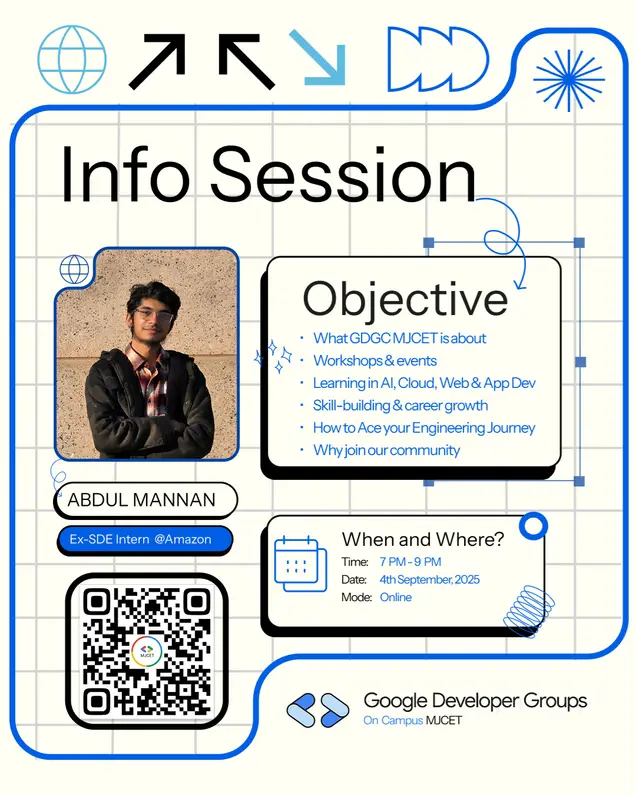 Info Session
Objective
· What GDGC MJCET is about
· Workshops & events
· Learning in AI, Cloud, Web & App Dev
· Skill-building & career growth
· How to Ace your Engineering Journey
· Why join our community
ABDUL MANNAN
Ex-SDE Intern @Amazon
When and Where?
Time: 7 PM - 9 PM
Date: 4th September, 2025
Mode: Online
MJCET
Google Developer Groups
On Campus MJCET